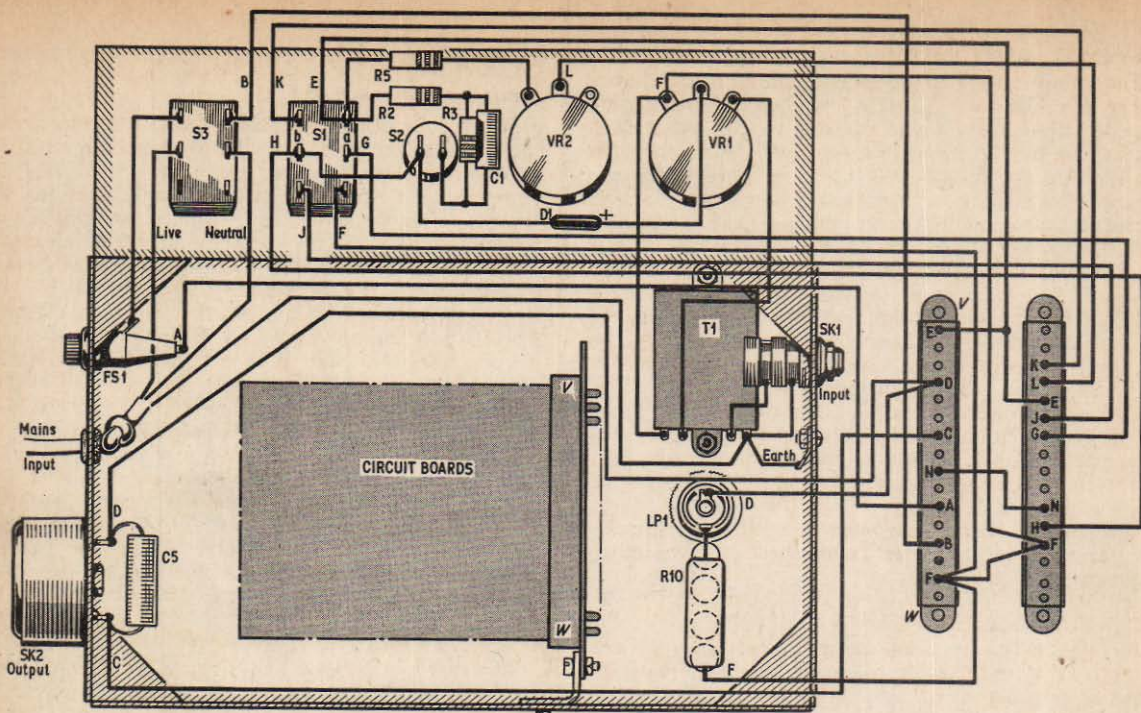 B K E R5 L F
R2
S3 S1 b a S2 R3 VR2 VR1
H G
C1
D1 +
Live Neutral J F
T1 SK1
V
A E
FS1 K
V D L
Input E
C J
Mains G
Input CIRCUIT BOARDS Earth
N
LP1 D A N
D H
C5 B F
R10
F
W
W
SK2
Output
C F